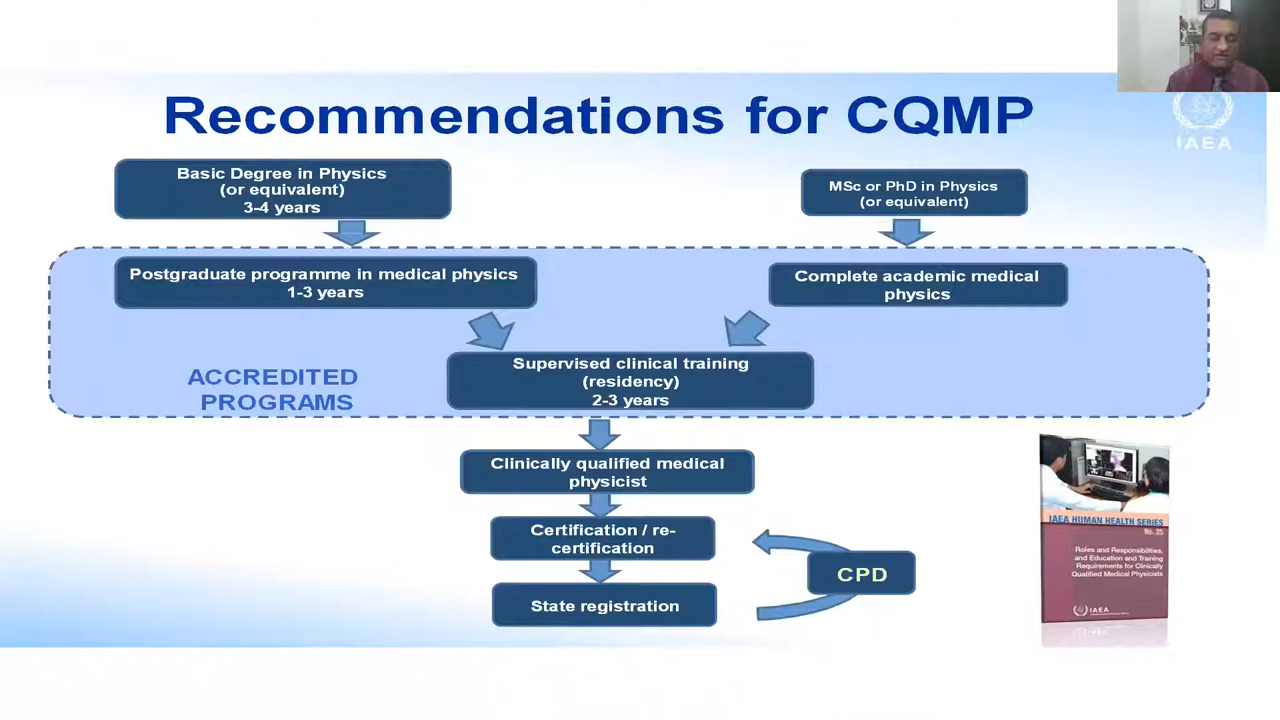 Recommendations for CQMP
IAEA
Basic Degree in Physics
(or equivalent)
3-4 years
MSc or PhD in Physics
(or equivalent)
Postgraduate programme in medical physics
1-3 years
Complete academic medical
physics
Supervised clinical training
(residency)
2-3 years
ACCREDITED
PROGRAMS
Clinically qualified medical
physicist
Certification / re-
certification
CPD
State registration
IAEA HUMAN HEALTH SERIES
No. 25
Roles and Responsibilities,
and Education and Training
Requirements for Clinically
Qualified Medical Physicists
IAEA